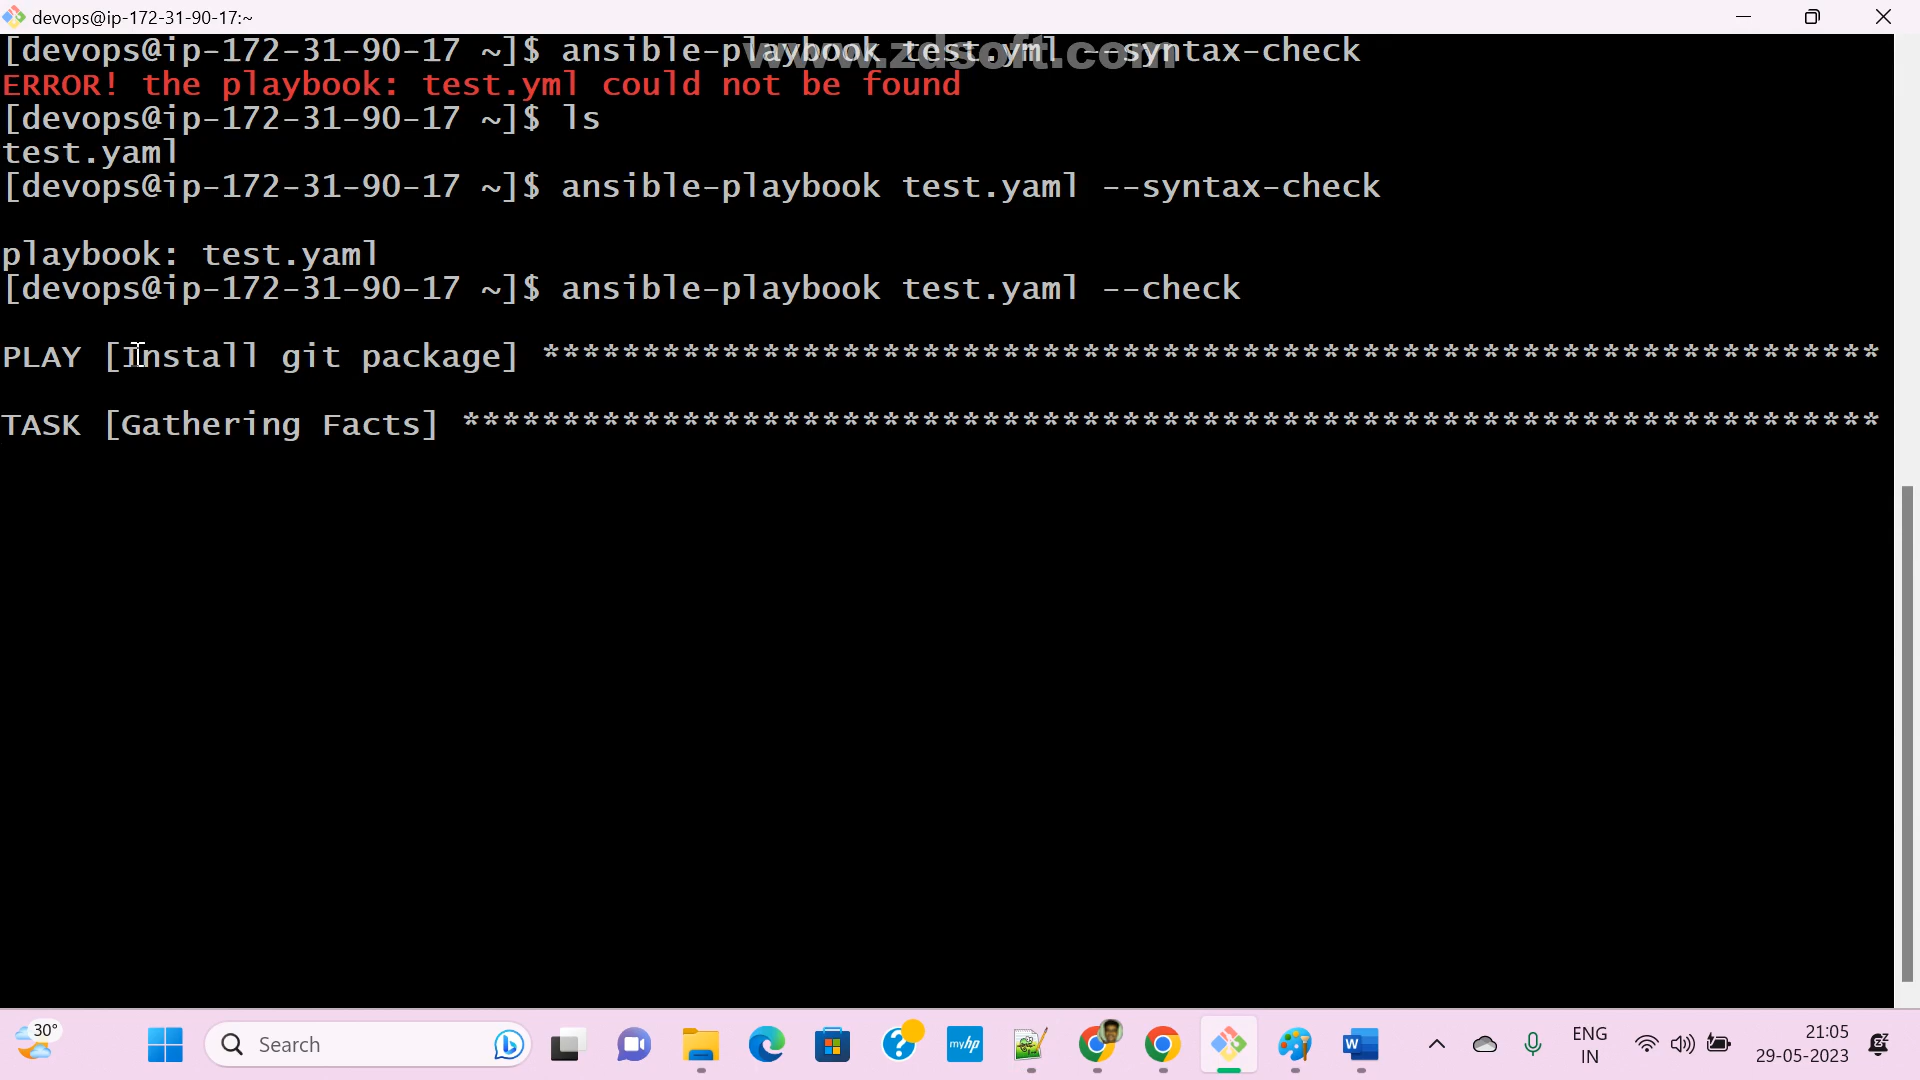 devops@ip-172-31-90-17:~
www.zdsoft.com
[devops@ip-172-31-90-17 ~]$ ansible-playbook test.yml --syntax-check
ERROR! the playbook: test.yml could not be found
[devops@ip-172-31-90-17 ~]$ ls
test.yaml
[devops@ip-172-31-90-17 ~]$ ansible-playbook test.yaml --syntax-check
playbook: test.yaml
[devops@ip-172-31-90-17 ~]$ ansible-playbook test.yaml --check
PLAY [Install git package] *******************************************************************
TASK [Gathering Facts] ***********************************************************************
30°
Search
myhp
W
ENG
IN
21:05
29-05-2023